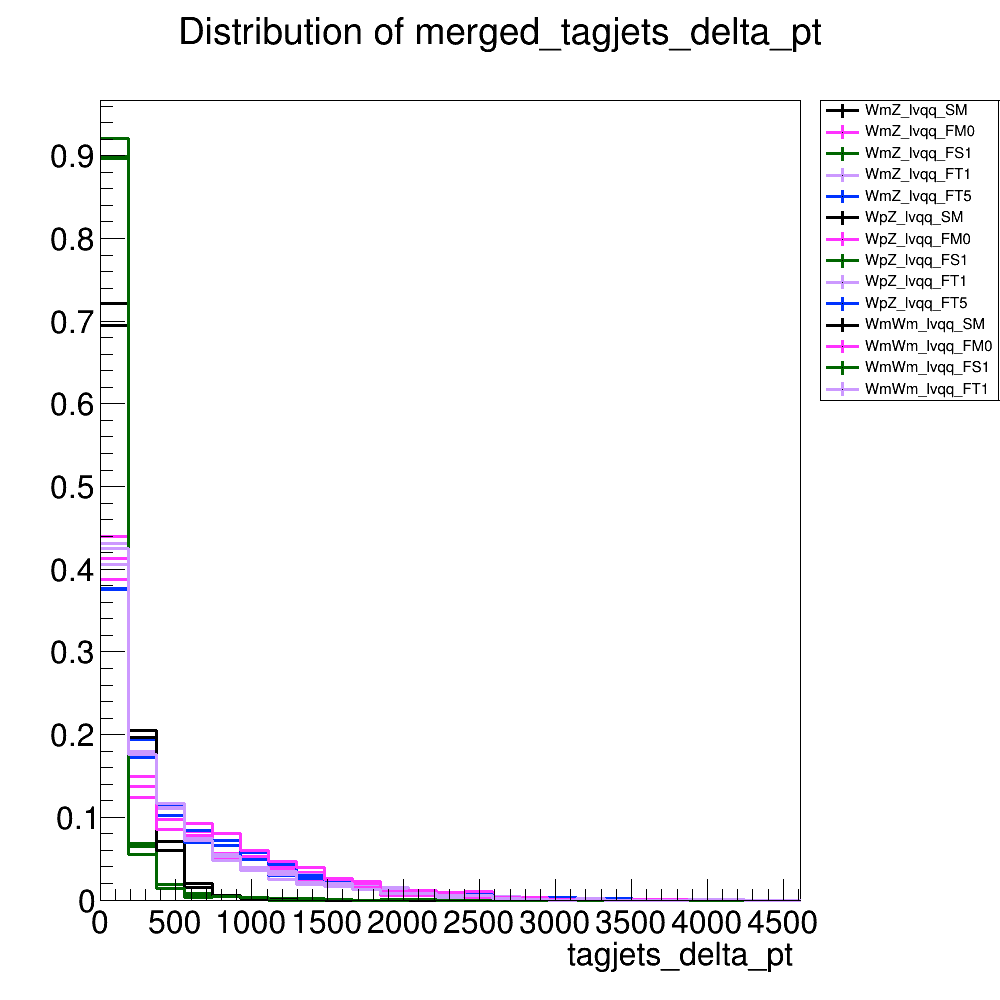 Distribution of merged_tagjets_delta_pt
0.9
0.8
0.7
0.6
0.5
0.4
0.3
0.2
0.1
0
0 500 1000 1500 2000 2500 3000 3500 4000 4500
tagjets_delta_pt
WmZ_lvqq_SM
WmZ_lvqq_FM0
WmZ_lvqq_FS1
WmZ_lvqq_FT1
WmZ_lvqq_FT5
WpZ_lvqq_SM
WpZ_lvqq_FM0
WpZ_lvqq_FS1
WpZ_lvqq_FT1
WpZ_lvqq_FT5
WmWm_lvqq_SM
WmWm_lvqq_FM0
WmWm_lvqq_FS1
WmWm_lvqq_FT1